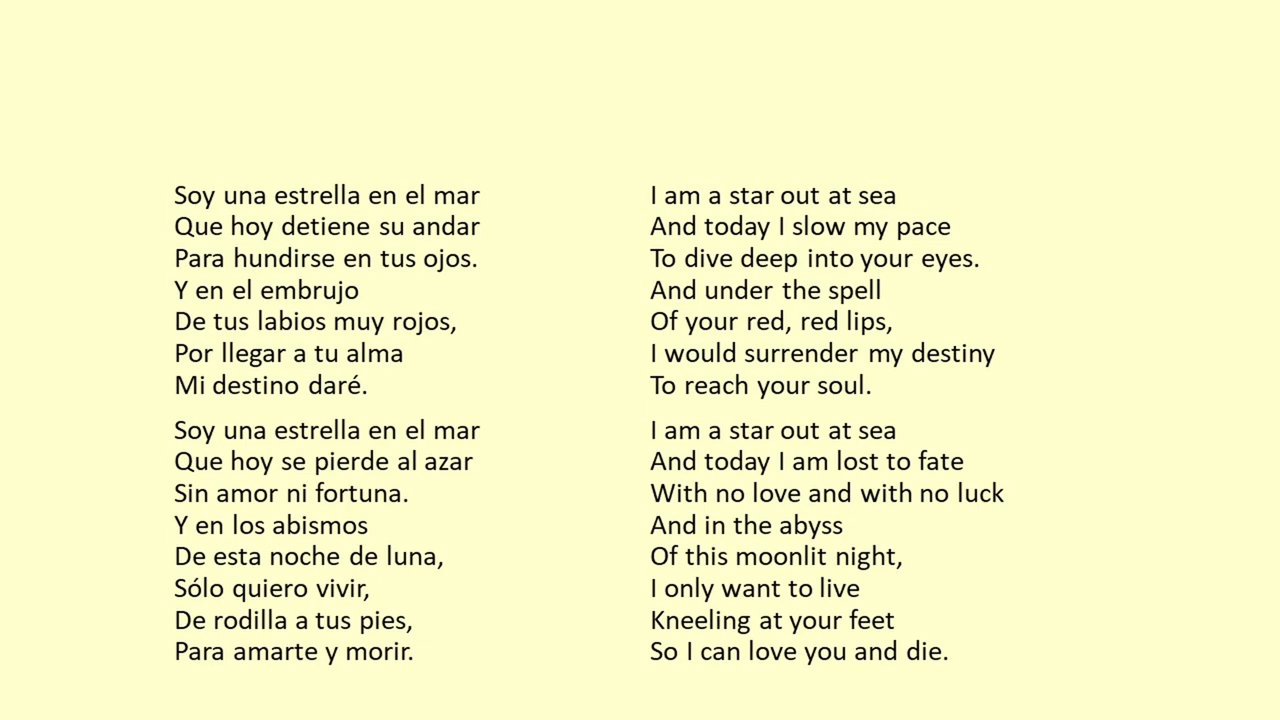 Soy una estrella en el mar
Que hoy detiene su andar
Para hundirse en tus ojos.
Y en el embrujo
De tus labios muy rojos,
Por llegar a tu alma
Mi destino daré.
Soy una estrella en el mar
Que hoy se pierde al azar
Sin amor ni fortuna.
Y en los abismos
De esta noche de luna,
Sólo quiero vivir,
De rodilla a tus pies,
Para amarte y morir.
I am a star out at sea
And today I slow my pace
To dive deep into your eyes.
And under the spell
Of your red, red lips,
I would surrender my destiny
To reach your soul.
I am a star out at sea
And today I am lost to fate
With no love and with no luck
And in the abyss
Of this moonlit night,
I only want to live
Kneeling at your feet
So I can love you and die.